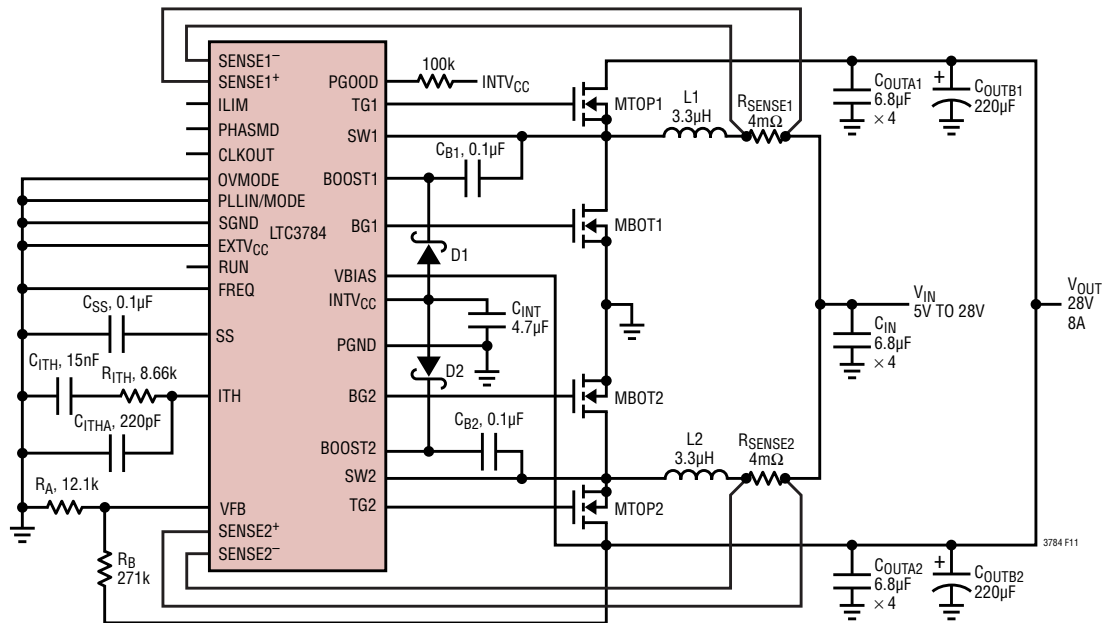 SENSE1–
SENSE1+
ILIM
PHASMD
CLKOUT
OVMODE
PLLIN/MODE
SGND
EXTVCC
RUN
FREQ
SS
ITH
VFB
SENSE2+
SENSE2–
LTC3784
PGOOD
TG1
SW1
BOOST1
BG1
VBIAS
INTVCC
PGND
BG2
BOOST2
SW2
TG2
100k
INTVCC
CB1, 0.1µF
D1
CINT
4.7µF
D2
CB2, 0.1µF
CSS, 0.1µF
CITH, 15nF
RITH, 8.66k
CITHA, 220pF
RA, 12.1k
RB
271k
MTOP1
MBOT1
MBOT2
MTOP2
L1
3.3µH
RSENSE1
4mΩ
L2
3.3µH
RSENSE2
4mΩ
COUTA1
6.8µF
× 4
+
COUTB1
220µF
VIN
5V TO 28V
CIN
6.8µF
× 4
VOUT
28V
8A
COUTA2
6.8µF
× 4
+
COUTB2
220µF
3784 F11